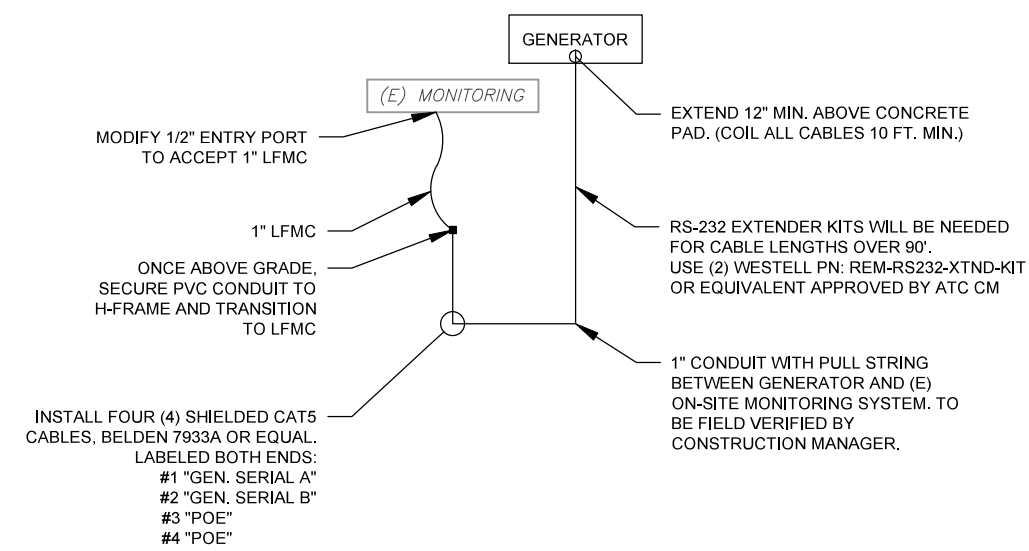 GENERATOR
(E) MONITORING
EXTEND 12" MIN. ABOVE CONCRETE
PAD. (COIL ALL CABLES 10 FT. MIN.)
MODIFY 1/2" ENTRY PORT
TO ACCEPT 1" LFMC
1" LFMC
RS-232 EXTENDER KITS WILL BE NEEDED
FOR CABLE LENGTHS OVER 90'.
USE (2) WESTELL PN: REM-RS232-XTND-KIT
OR EQUIVALENT APPROVED BY ATC CM
ONCE ABOVE GRADE,
SECURE PVC CONDUIT TO
H-FRAME AND TRANSITION
TO LFMC
1" CONDUIT WITH PULL STRING
BETWEEN GENERATOR AND (E)
ON-SITE MONITORING SYSTEM. TO
BE FIELD VERIFIED BY
CONSTRUCTION MANAGER.
INSTALL FOUR (4) SHIELDED CAT5
CABLES, BELDEN 7933A OR EQUAL.
LABELED BOTH ENDS:
#1 "GEN. SERIAL A"
#2 "GEN. SERIAL B"
#3 "POE"
#4 "POE"